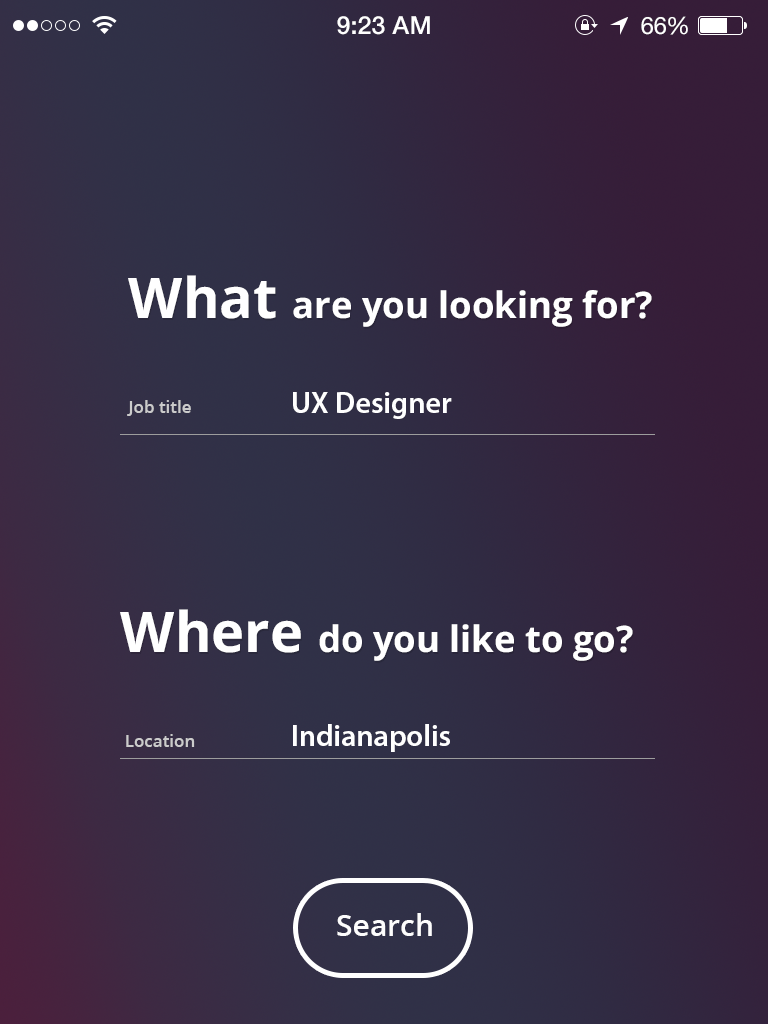 9:23 AM 66%
What are you looking for?
Job title UX Designer
Where do you like to go?
Location Indianapolis
Search